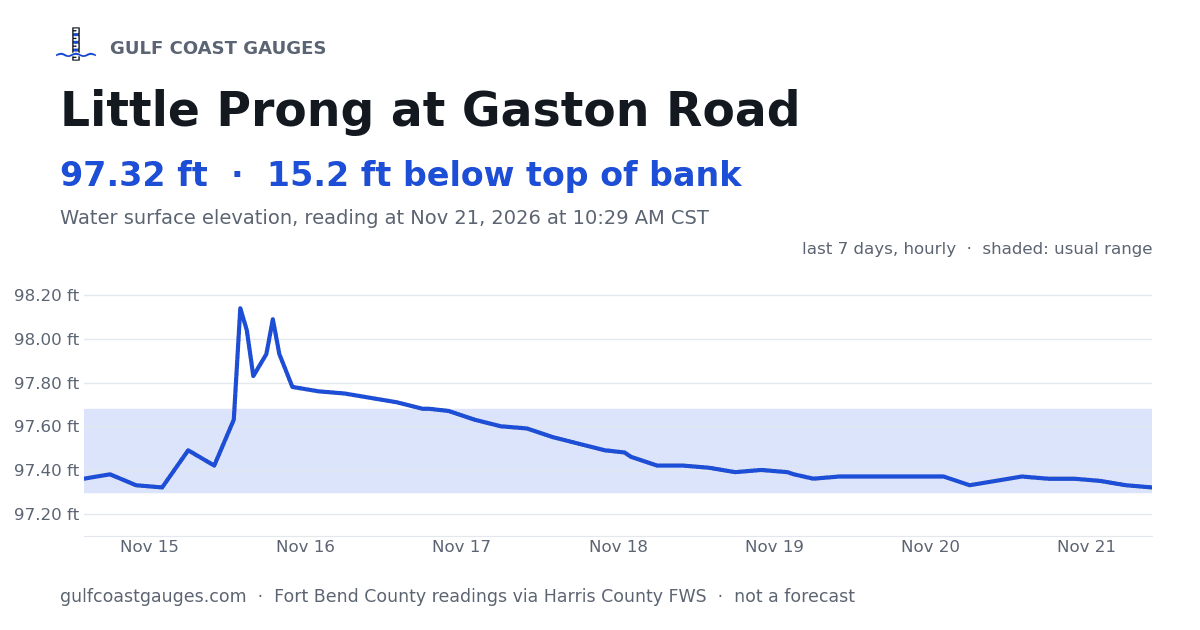 GULF COAST GAUGES
Little Prong at Gaston Road
97.32 ft · 15.2 ft below top of bank
Water surface elevation, reading at Nov 21, 2026 at 10:29 AM CST
last 7 days, hourly · shaded: usual range
98.20 ft
98.00 ft
97.80 ft
97.60 ft
97.40 ft
97.20 ft
Nov 15 Nov 16 Nov 17 Nov 18 Nov 19 Nov 20 Nov 21
gulfcoastgauges.com · Fort Bend County readings via Harris County FWS · not a forecast